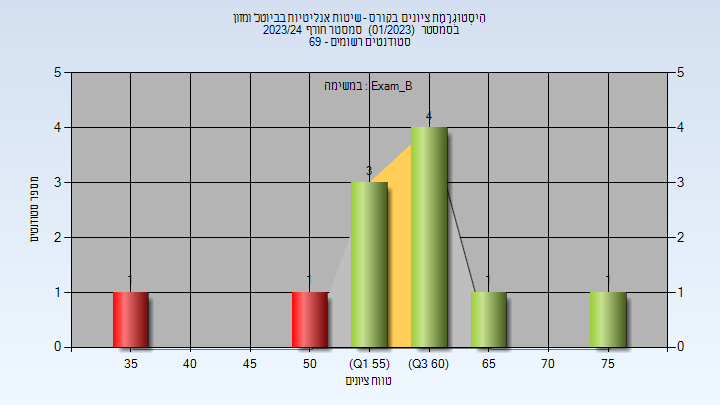 היסטוגרמת ציונים בקורס - שיטות אנליטיות בביוטכ' ומזון
בסמסטר (01/2023) סמסטר חורף 2023/24
סטודנטים רשומים - 69
במשימה : Exam_B
מספר סטודנטים
5 5
4 4
3 3
2 2
1 1
0 0
1 1 3 4 1 1
35 40 45 50 (Q1 55) (Q3 60) 65 70 75
טווח ציונים